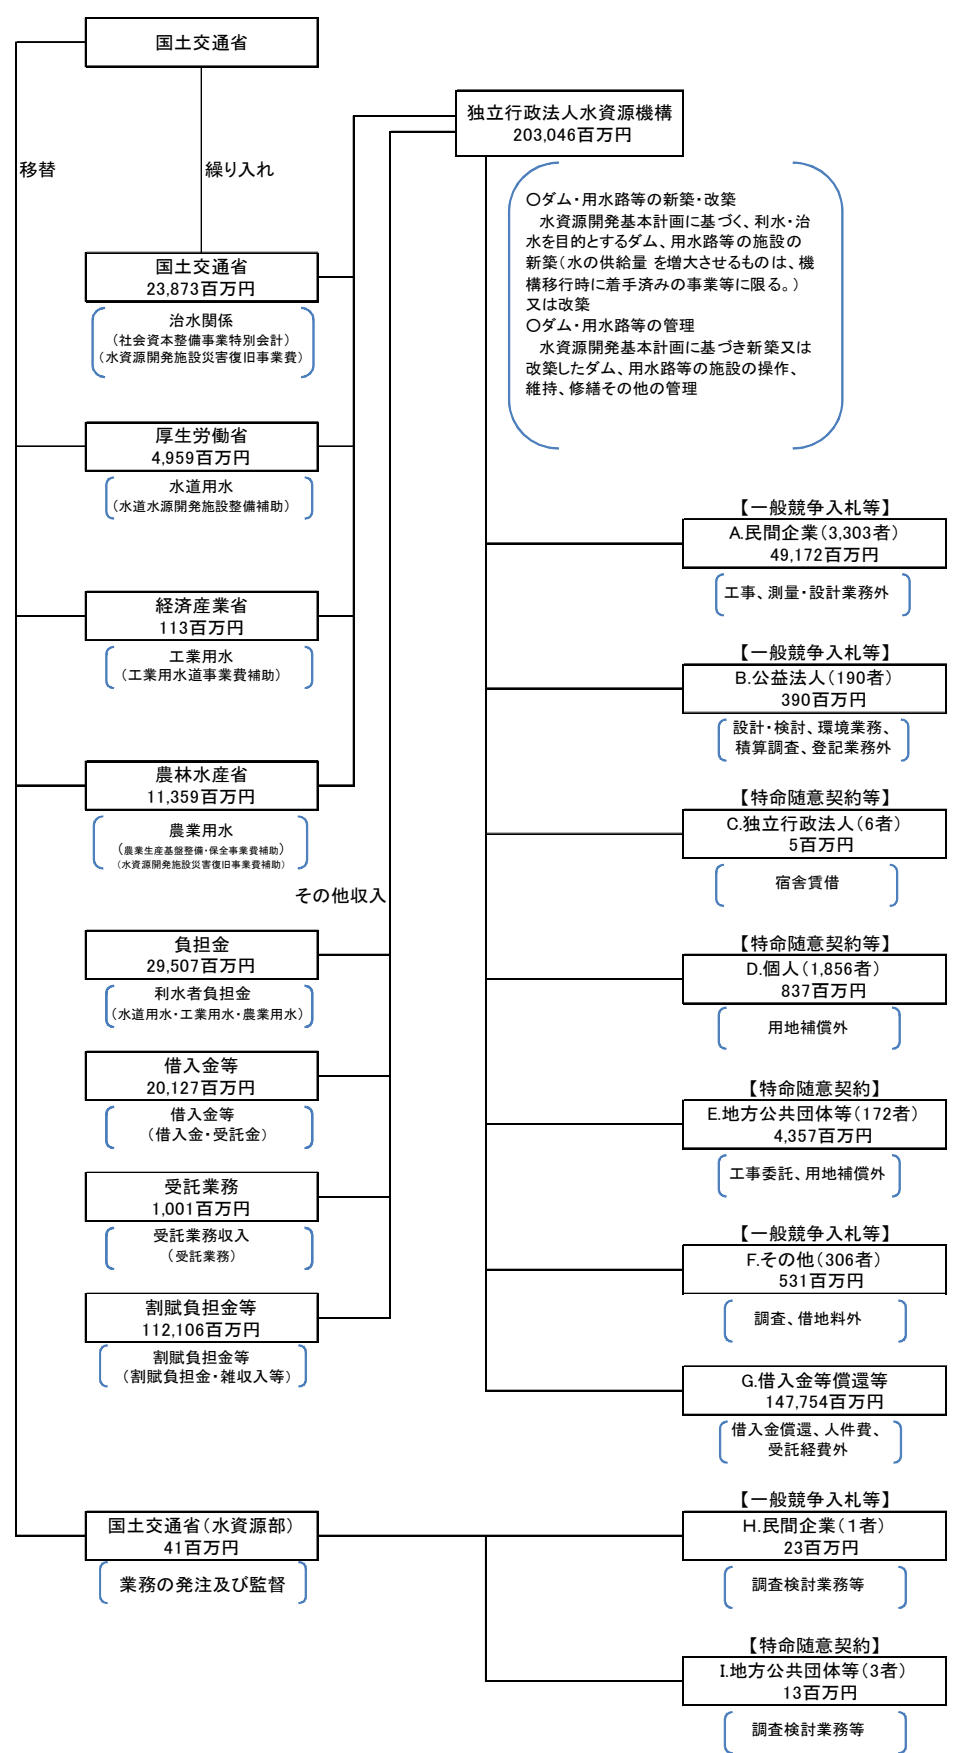 国土交通省
移替
繰り入れ
国土交通省
23,873百万円
治水関係
(社会資本整備事業特別会計)
(水資源開発施設災害復旧事業費)
厚生労働省
4,959百万円
水道用水
(水道水源開発施設整備補助)
経済産業省
113百万円
工業用水
(工業用水道事業費補助)
農林水産省
11,359百万円
農業用水
(農業生産基盤整備・保全事業費補助)
(水資源開発施設災害復旧事業費補助)
その他収入
負担金
29,507百万円
利水者負担金
(水道用水・工業用水・農業用水)
借入金等
20,127百万円
借入金等
(借入金・受託金)
受託業務
1,001百万円
受託業務収入
(受託業務)
割賦負担金等
112,106百万円
割賦負担金等
(割賦負担金・雑収入等)
国土交通省(水資源部)
41百万円
業務の発注及び監督
独立行政法人水資源機構
203,046百万円
○ダム・用水路等の新築・改築
水資源開発基本計画に基づく、利水・治
水を目的とするダム、用水路等の施設の
新築(水の供給量 を増大させるものは、機
構移行時に着手済みの事業等に限る。)
又は改築
○ダム・用水路等の管理
水資源開発基本計画に基づき新築又は
改築したダム、用水路等の施設の操作、
維持、修繕その他の管理
【一般競争入札等】
A.民間企業(3,303者)
49,172百万円
工事、測量・設計業務外
【一般競争入札等】
B.公益法人(190者)
390百万円
設計・検討、環境業務、
積算調査、登記業務外
【特命随意契約等】
C.独立行政法人(6者)
5百万円
宿舎賃借
【特命随意契約等】
D.個人(1,856者)
837百万円
用地補償外
【特命随意契約】
E.地方公共団体等(172者)
4,357百万円
工事委託、用地補償外
【一般競争入札等】
F.その他(306者)
531百万円
調査、借地料外
G.借入金等償還等
147,754百万円
借入金償還、人件費、
受託経費外
【一般競争入札等】
H.民間企業(1者)
23百万円
調査検討業務等
【特命随意契約】
I.地方公共団体等(3者)
13百万円
調査検討業務等